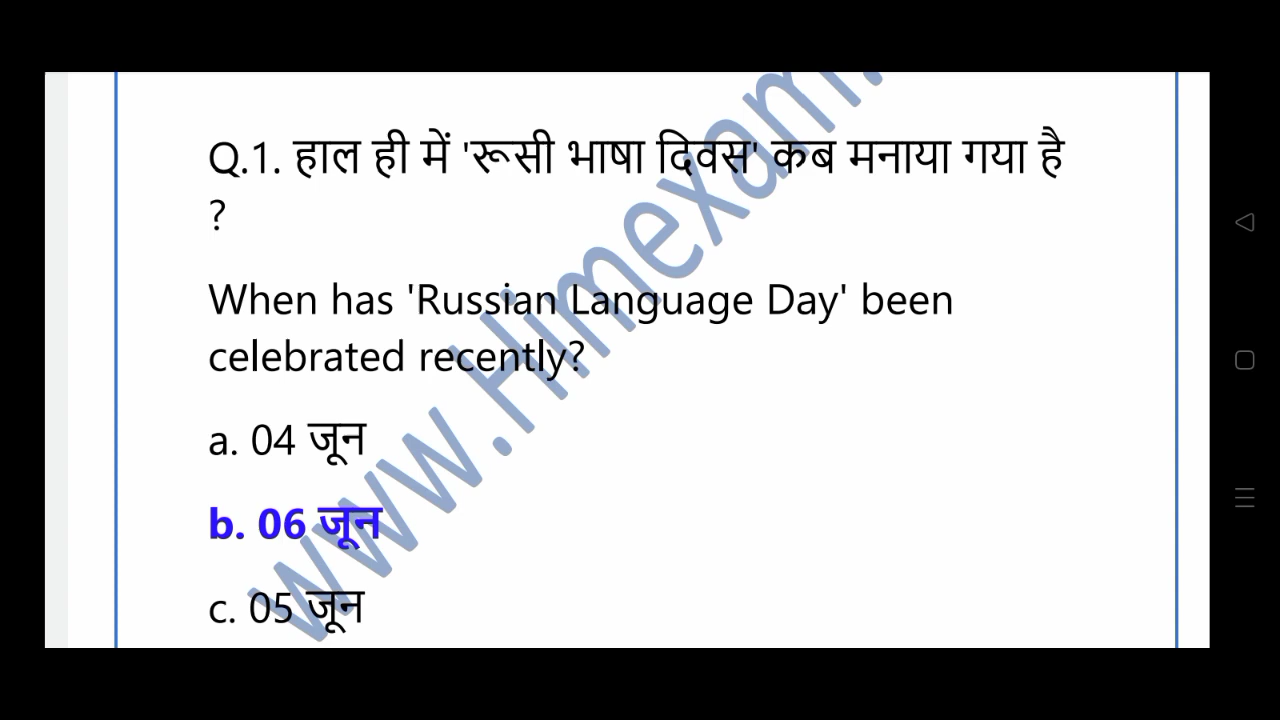 Q.1. हाल ही में 'रूसी भाषा दिवस' कब मनाया गया है
?
When has 'Russian Language Day' been
celebrated recently?
a. 04 जून
b. 06 जून
c. 05 जून
www.Himexam.